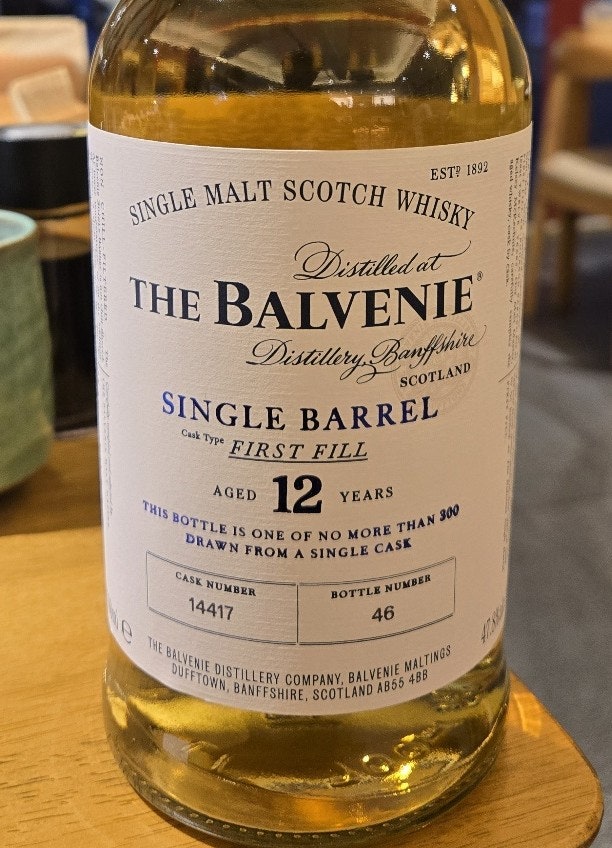 ESTD 1892
SINGLE MALT SCOTCH WHISKY
Distilled at
THE BALVENIE®
Distillery, Banffshire
SCOTLAND
SINGLE BARREL
Cask Type FIRST FILL
AGED 12 YEARS
THIS BOTTLE IS ONE OF NO MORE THAN 300
DRAWN FROM A SINGLE CASK
CASK NUMBER
14417
BOTTLE NUMBER
46
THE BALVENIE DISTILLERY COMPANY, BALVENIE MALTINGS
DUFFTOWN, BANFFSHIRE, SCOTLAND AB55 4BB